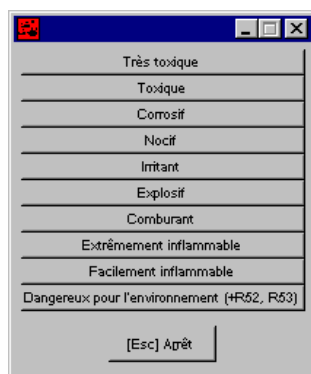 Très toxique
Toxique
Corrosif
Nocif
Irritant
Explosif
Comburant
Extrêmement inflammable
Facilement inflammable
Dangereux pour l'environnement (+R52, R53)
[Esc] Arrêt